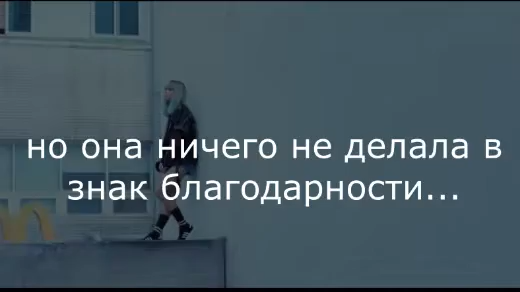 но она ничего не делала в
знак благодарности...